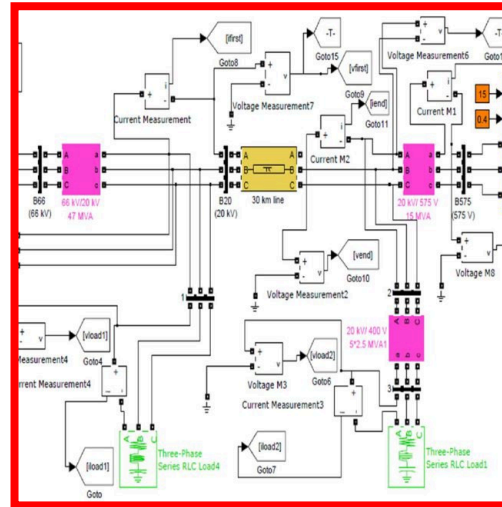 [ifirst]
Goto8
-T-
Goto15
Voltage Measurement6
-T-
[vfirst]
Goto9
Voltage Measurement7
Current Measurement
[iend]
Goto11
Current M1
15
0.4
Current M2
A
B
C
a
b
c
B66
(66 kV)
66 kV/20 kV
47 MVA
B20
(20 kV)
A
B
C
A
B
C
30 km line
A
B
C
a
b
c
20 kV/ 575 V
15 MVA
B575
(575 V)
[vend]
Goto10
Voltage Measurement2
Voltage M8
1
2
A
B
C
a
b
c
20 kV/ 400 V
5*2.5 MVA1
3
[vload1]
Goto4
Measurement4
Current Measurement4
[vload2]
Goto6
Voltage M3
Current Measurement3
A
B
C
Three-Phase
Series RLC Load4
[iload1]
Goto
[iload2]
Goto7
A
B
C
Three-Phase
Series RLC Load1